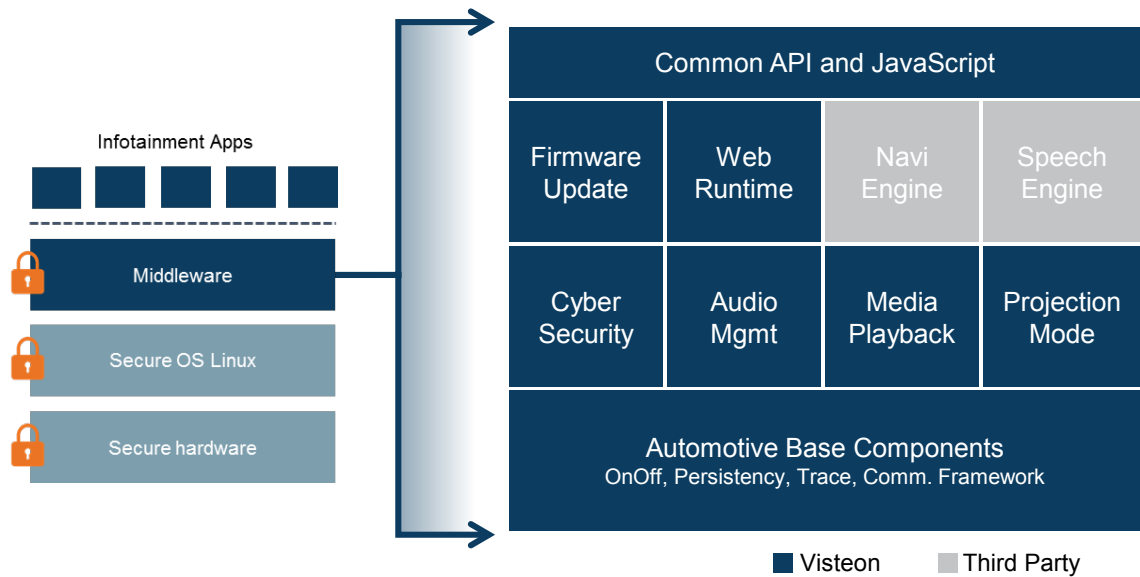 Infotainment Apps
Middleware
Secure OS Linux
Secure hardware
Common API and JavaScript
Firmware
Update
Web
Runtime
Navi
Engine
Speech
Engine
Cyber
Security
Audio
Mgmt
Media
Playback
Projection
Mode
Automotive Base Components
OnOff, Persistency, Trace, Comm. Framework
Visteon
Third Party